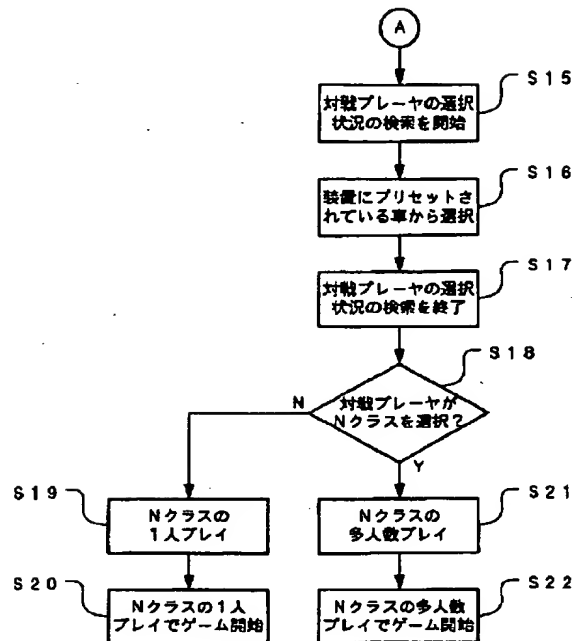 A
S15
対戦プレーヤの選択
状況の検索を開始
S16
装置にプリセットさ
れている車から選択
S17
対戦プレーヤの選択
状況の検索を終了
S18
対戦プレーヤが
Nクラスを選択?
N
Y
S19
Nクラスの
1人プレイ
S21
Nクラスの
多人数プレイ
S20
Nクラスの1人
プレイでゲーム開始
S22
Nクラスの多人数
プレイでゲーム開始